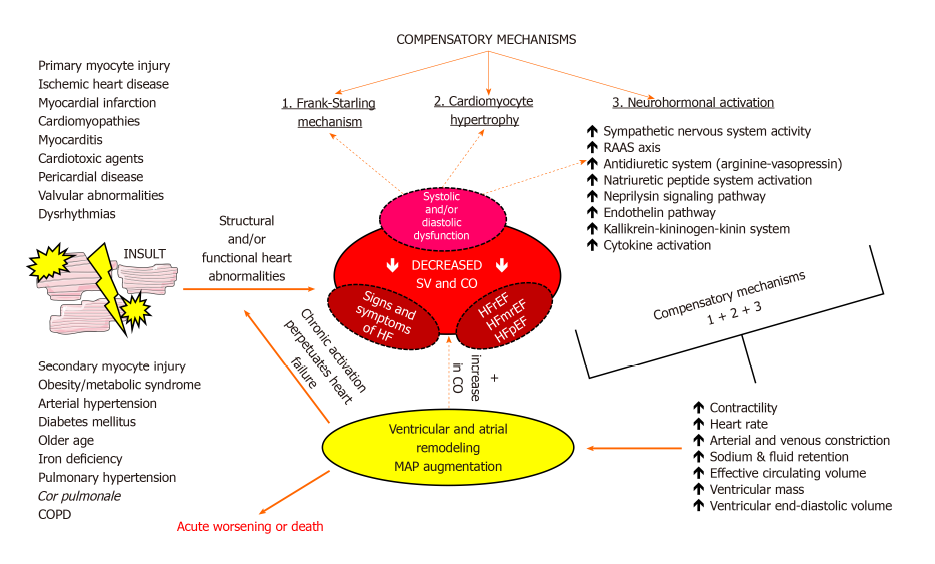 COMPENSATORY MECHANISMS
Primary myocyte injury
Ischemic heart disease
Myocardial infarction
Cardiomyopathies
Myocarditis
Cardiotoxic agents
Pericardial disease
Valvular abnormalities
Dysrhythmias
INSULT
Structural
and/or
functional heart
abnormalities
1. Frank-Starling
mechanism
2. Cardiomyocyte
hypertrophy
3. Neurohormonal activation
🡹 Sympathetic nervous system activity
🡹 RAAS axis
🡹 Antidiuretic system (arginine-vasopressin)
🡹 Natriuretic peptide system activation
🡹 Neprilysin signaling pathway
🡹 Endothelin pathway
🡹 Kallikrein-kininogen-kinin system
🡹 Cytokine activation
Systolic
and/or
diastolic
dysfunction
🡻 DECREASED 🡻
SV and CO
Signs and
symptoms
of HF
HFrEF
HFmrEF
HFpEF
Compensatory mechanisms
1 + 2 + 3
Secondary myocyte injury
Obesity/metabolic syndrome
Arterial hypertension
Diabetes mellitus
Older age
Iron deficiency
Pulmonary hypertension
Cor pulmonale
COPD
Chronic activation
perpetuates heart
failure
+
increase
in CO
Ventricular and atrial
remodeling
MAP augmentation
🡹 Contractility
🡹 Heart rate
🡹 Arterial and venous constriction
🡹 Sodium & fluid retention
🡹 Effective circulating volume
🡹 Ventricular mass
🡹 Ventricular end-diastolic volume
Acute worsening or death